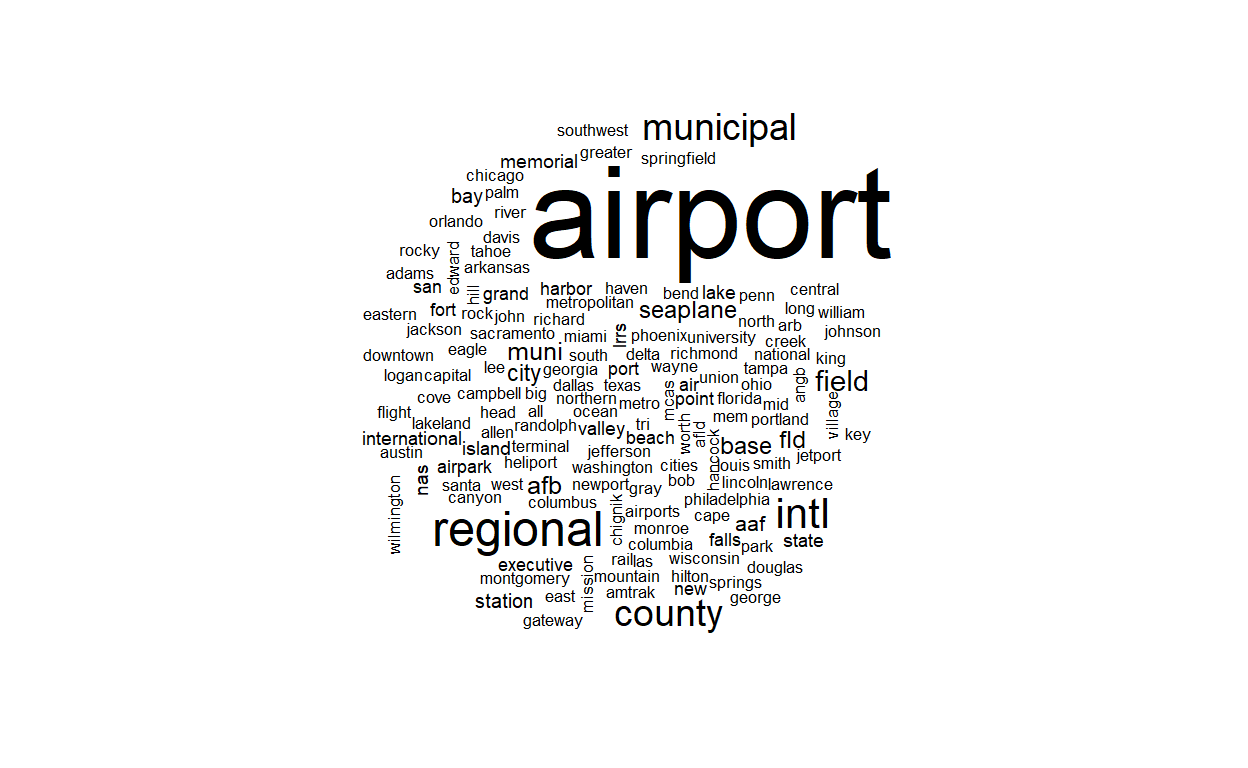 southwest municipal
memorial greater springfield
chicago
bay palm airport
orlando river
rocky edward davis
tahoe
adams arkansas
san hill grand harbor haven bend lake penn central
metropolitan
eastern fort rock john richard seaplane long william
jackson sacramento miami lrrs phoenix university north arb johnson
creek
downtown eagle muni south delta richmond national king
logan capital lee city georgia port wayne tampa
cove campbell big dallas texas mcas air union ohio angb field
northern
flight head all ocean metro point florida mid village
lakeland allen randolph valley tri worth afld mem portland
international island terminal beach hancock base fld key
austin jefferson
nas airpark heliport washington cities louis smith jetport
wilmington santa west afb newport gray bob lincoln lawrence
canyon columbus chignik philadelphia
regional airports cape aaf intl
monroe
columbia falls park state
executive mission rail las wisconsin
montgomery mountain hilton springs douglas
station east amtrak new george
gateway county